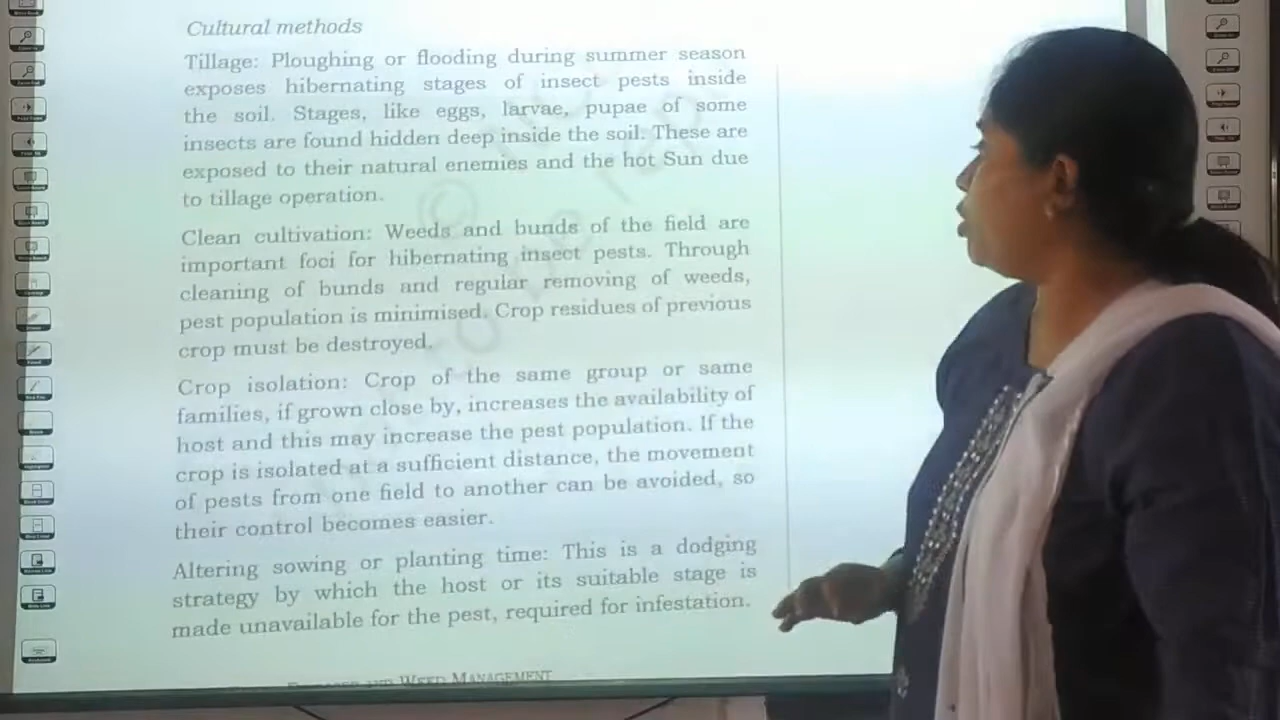 Cultural methods
Tillage: Ploughing or flooding during summer season
exposes hibernating stages of insect pests inside
the soil. Stages, like eggs, larvae, pupae of some
insects are found hidden deep inside the soil. These are
exposed to their natural enemies and the hot Sun due
to tillage operation.
Clean cultivation: Weeds and bunds of the field are
important foci for hibernating insect pests. Through
cleaning of bunds and regular removing of weeds,
pest population is minimised. Crop residues of previous
crop must be destroyed.
Crop isolation: Crop of the same group or same
families, if grown close by, increases the availability of
host and this may increase the pest population. If the
crop is isolated at a sufficient distance, the movement
of pests from one field to another can be avoided, so
their control becomes easier.
Altering sowing or planting time: This is a dodging
strategy by which the host or its suitable stage is
made unavailable for the pest, required for infestation.
and Weed Management